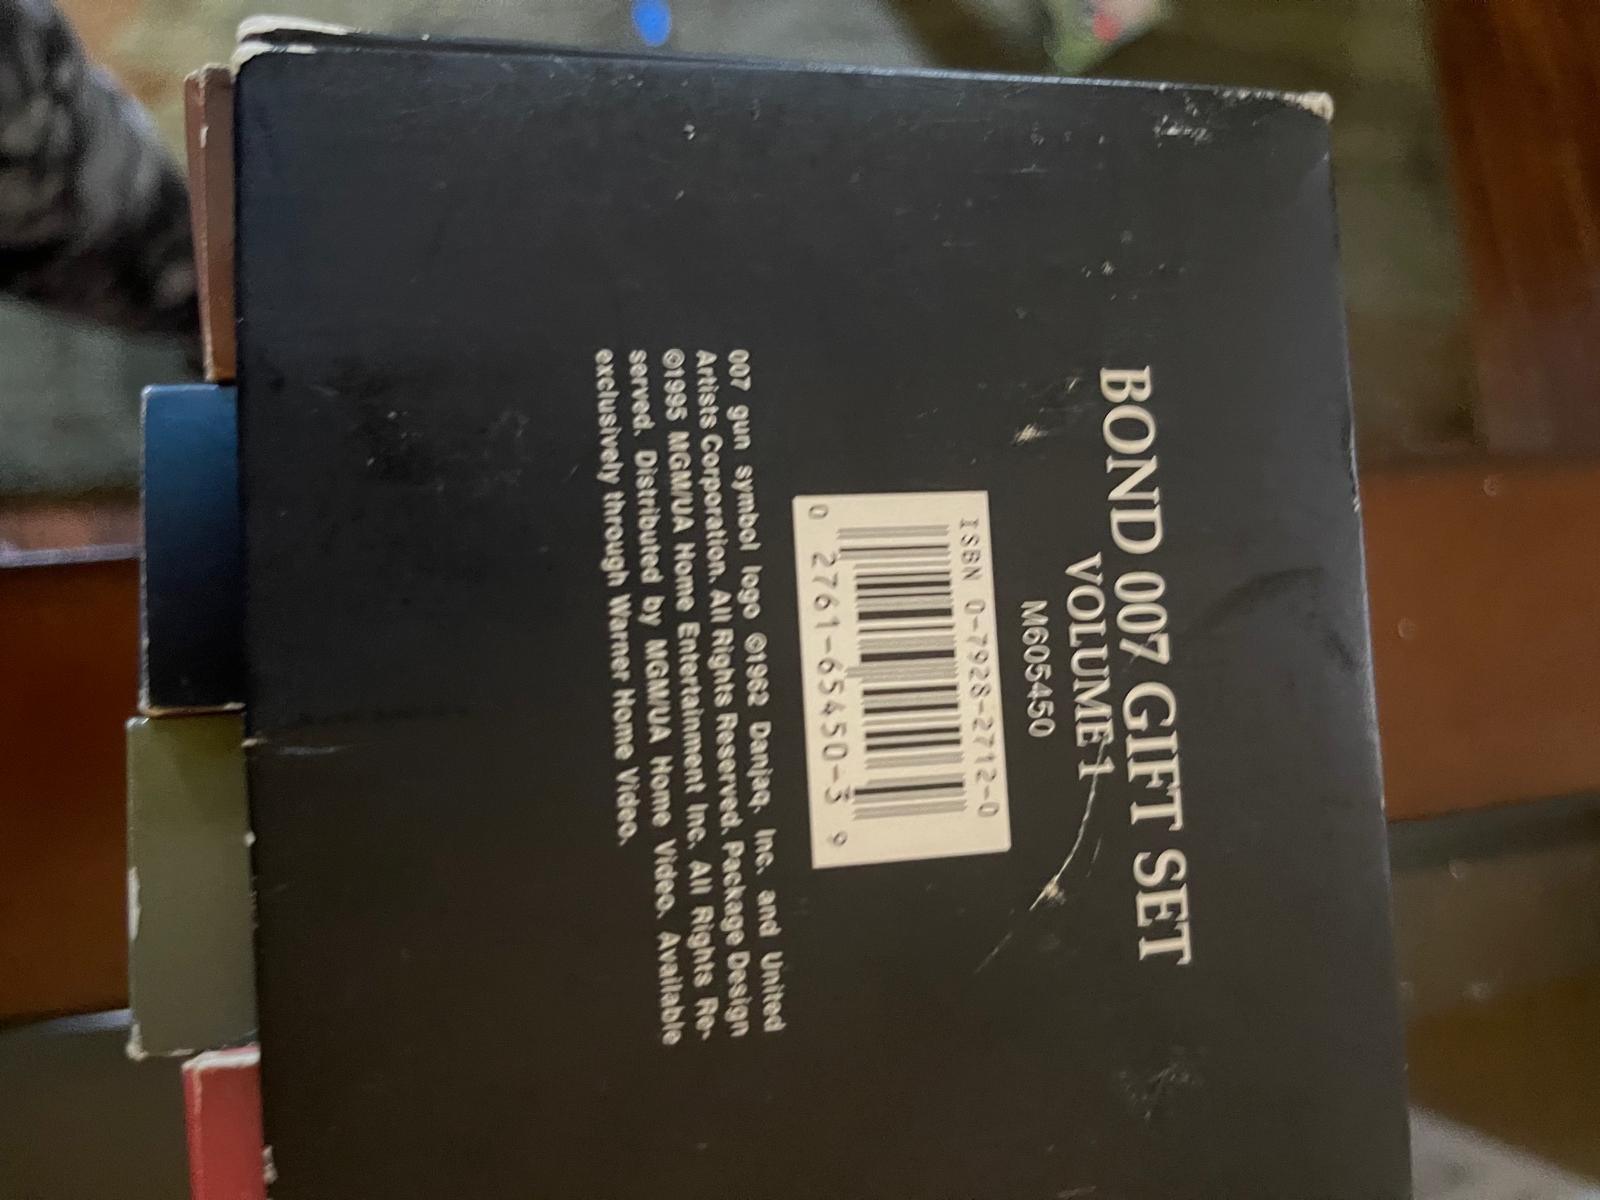 BOND 007 GIFT SET
VOLUME 1
M605450
ISBN 0-7928-2712-0
0 2761-65450-3 9
007 gun symbol logo ©1962 Danjaq, Inc. and United
Artists Corporation. All Rights Reserved. Package Design
©1995 MGM/UA Home Entertainment Inc. All Rights Re-
served. Distributed by MGM/UA Home Video. Available
exclusively through Warner Home Video.